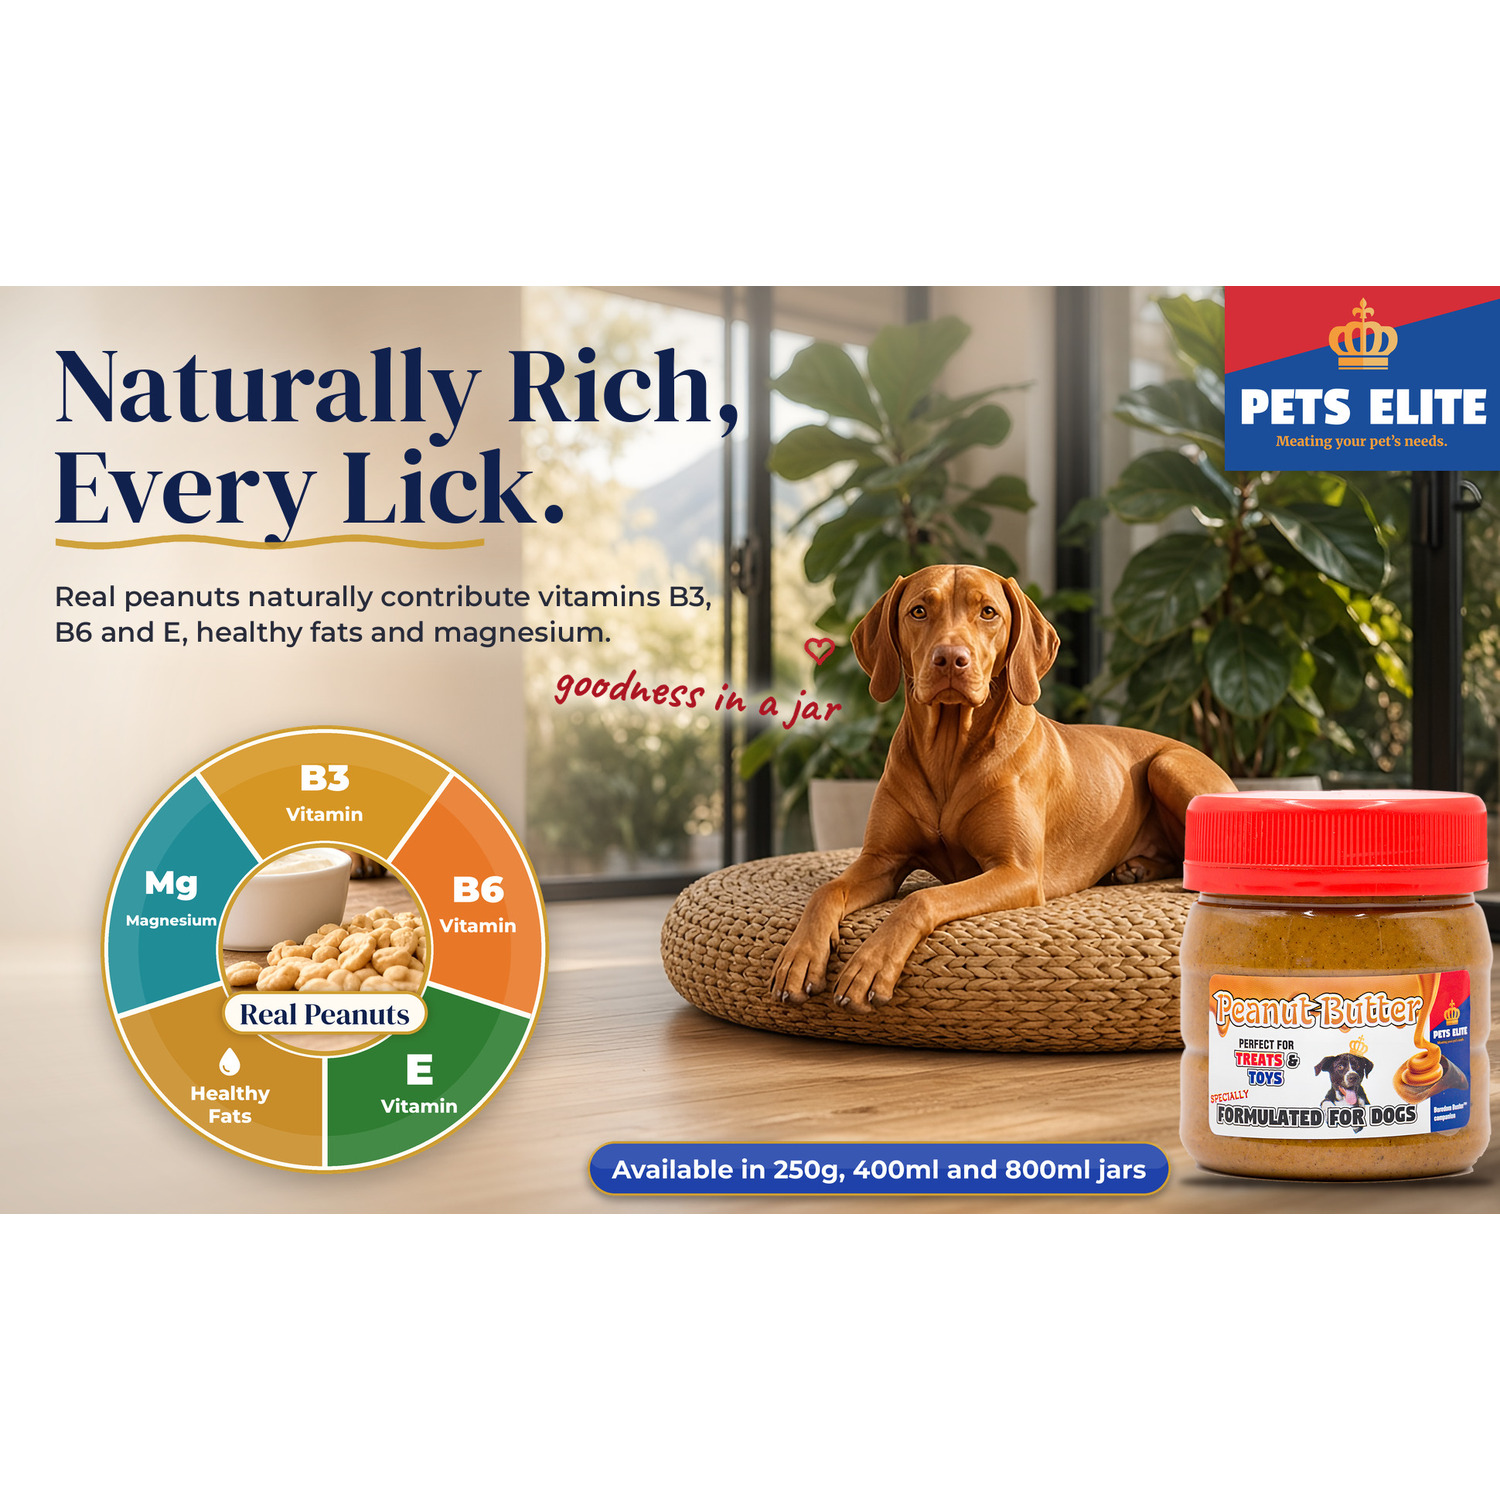 Naturally Rich,
Every Lick.
Real peanuts naturally contribute vitamins B3,
B6 and E, healthy fats and magnesium.
goodness in a jar
PETS ELITE
Meating your pet's needs.
B3
Vitamin
Mg
Magnesium
B6
Vitamin
Real Peanuts
Healthy
Fats
E
Vitamin
Available in 250g, 400ml and 800ml jars
Peanut Butter
PETS ELITE
PERFECT FOR
TREATS &
TOYS
SPECIALLY
FORMULATED FOR DOGS